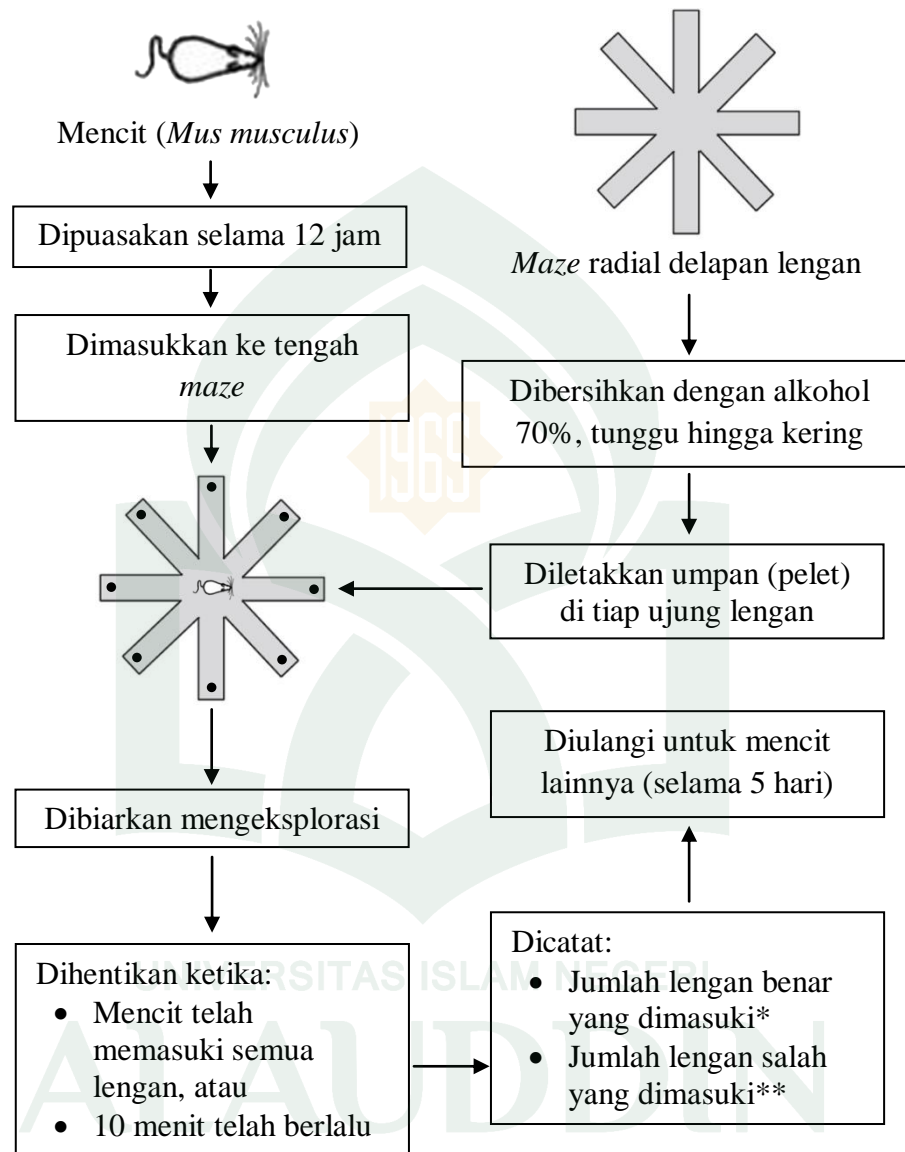 Mencit (Mus musculus)
Dipuasakan selama 12 jam
Dimasukkan ke tengah
maze
Maze radial delapan lengan
Dibersihkan dengan alkohol
70%, tunggu hingga kering
Diletakkan umpan (pelet)
di tiap ujung lengan
Dibiarkan mengeksplorasi
Dihentikan ketika:
• Mencit telah
memasuki semua
lengan, atau
• 10 menit telah berlalu
Dicatat:
• Jumlah lengan benar
yang dimasuki*
• Jumlah lengan salah
yang dimasuki**
Diulangi untuk mencit
lainnya (selama 5 hari)
1969
UNIVERSITAS ISLAM NEGERI
ALAUDDIN